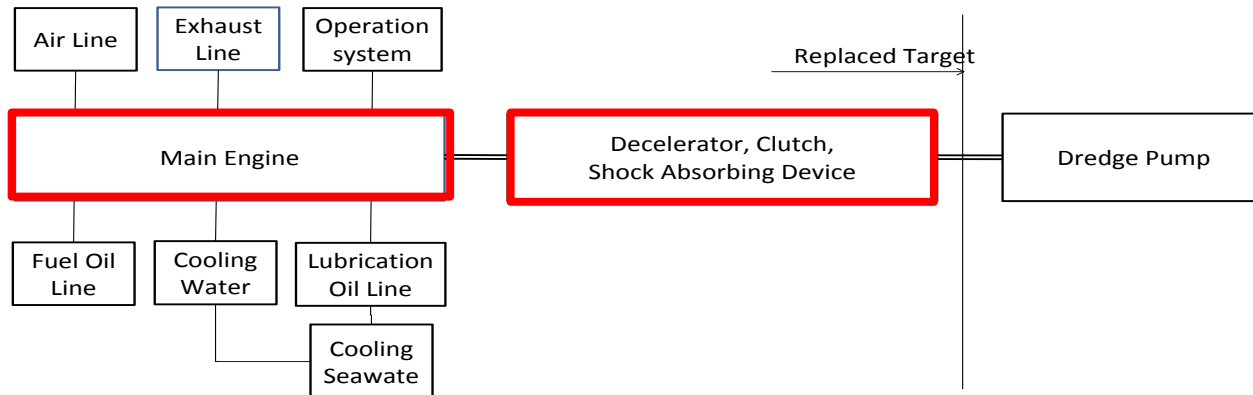 Air Line
Exhaust
Line
Operation
system
Replaced Target
Main Engine
Decelerator, Clutch,
Shock Absorbing Device
Dredge Pump
Fuel Oil
Line
Cooling
Water
Lubrication
Oil Line
Cooling
Seawate